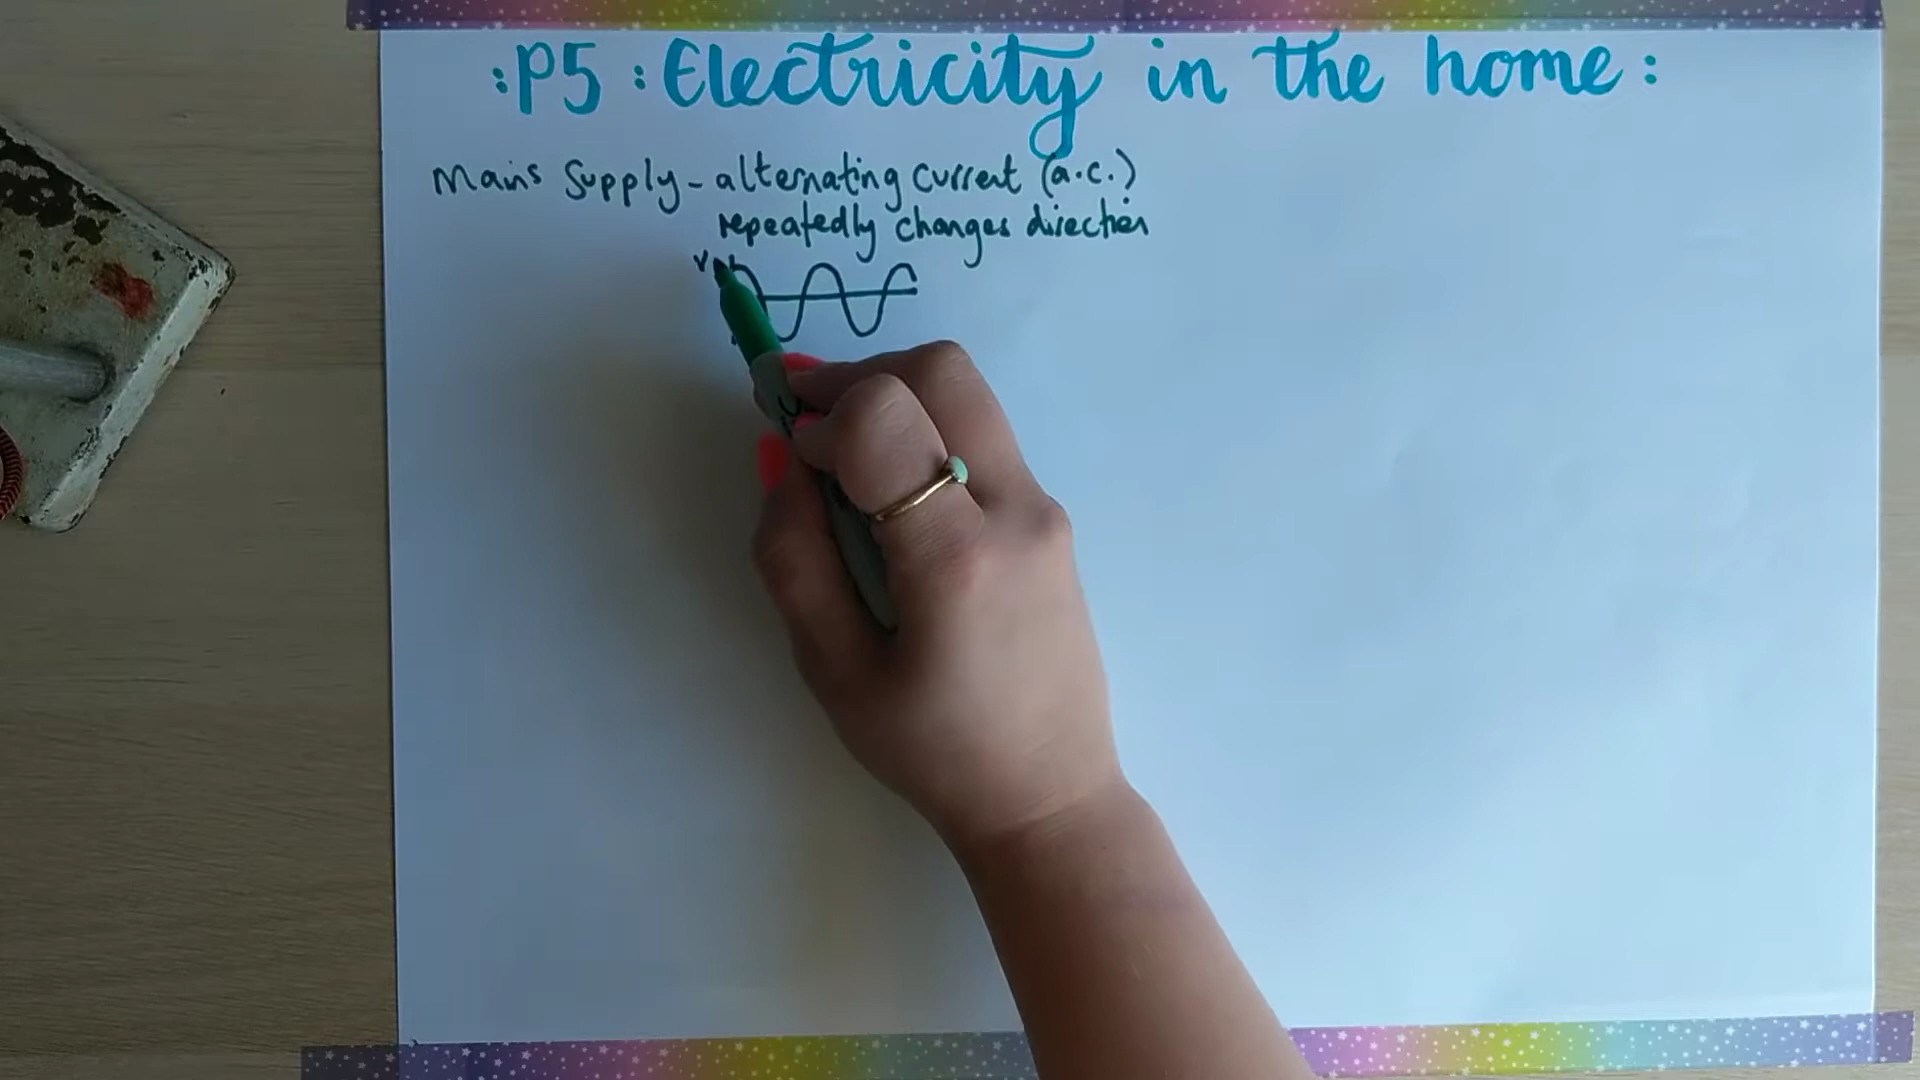 :P5: Electricity in the home:
Mains Supply - alternating current (a.c.)
repeatedly changes direction